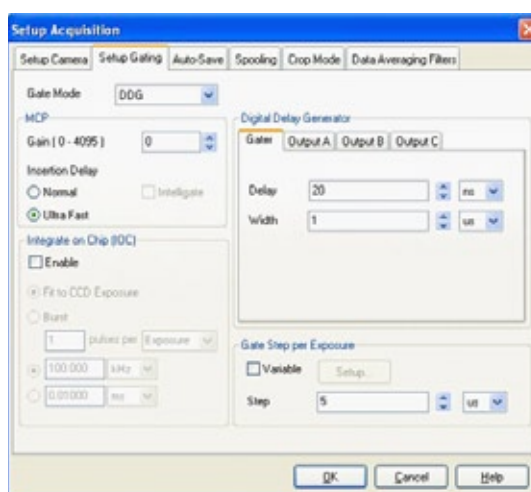 Setup Acquisition
Setup Camera
Setup Gating
Auto-Save
Spooling
Crop Mode
Data Averaging Filters
Gate Mode
DDG
MCP
Gain ( 0 - 4095 )
0
Insertion Delay
Normal
Intelligate
Ultra Fast
Integrate on Chip (IOC)
Enable
Fit to CCD Exposure
Burst
1 pulses per Exposure
100.000 kHz
0.01000 ms
Digital Delay Generator
Gater
Output A
Output B
Output C
Delay 20 ns
Width 1 us
Gate Step per Exposure
Variable
Setup...
Step 5 us
OK
Cancel
Help